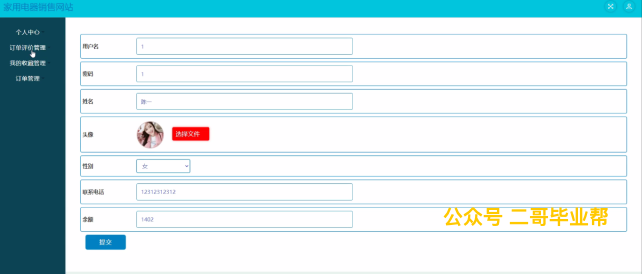 家用电器销售网站
个人中心
订单评价管理
我的收藏管理
订单管理
用户名
1
密码
1
姓名
头像
选择文件
性别
女
联系电话
12312312312
余额
1402
公众号 二哥毕业帮
提交